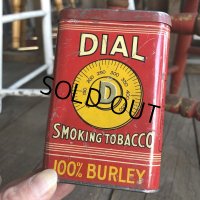 DIAL
D
SOLD OUT
SMOKING TOBACCO
100% BURLEY